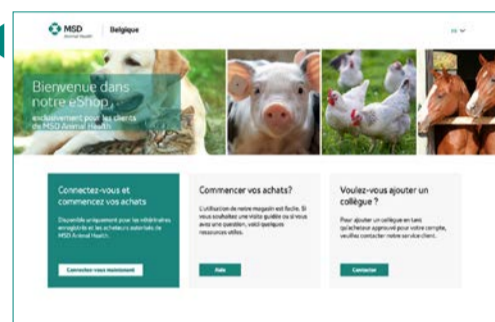 MSD
Animal Health
Belgique
FR
Bienvenue dans
notre eShop,
exclusivement pour les clients
de MSD Animal Health
Connectez-vous et
commencez vos achats
Disponible uniquement pour les vétérinaires
enregistrés et les acheteurs autorisés de
MSD Animal Health.
Connectez-vous maintenant
Commencer vos achats?
L'utilisation de notre magasin est facile. Si
vous souhaitez une visite guidée ou si vous
avez une question, voici quelques
ressources utiles.
Aide
Voulez-vous ajouter un
collègue ?
Pour ajouter un collègue en tant
qu'acheteur approuvé pour votre compte,
veuillez contacter notre service client.
Contacter